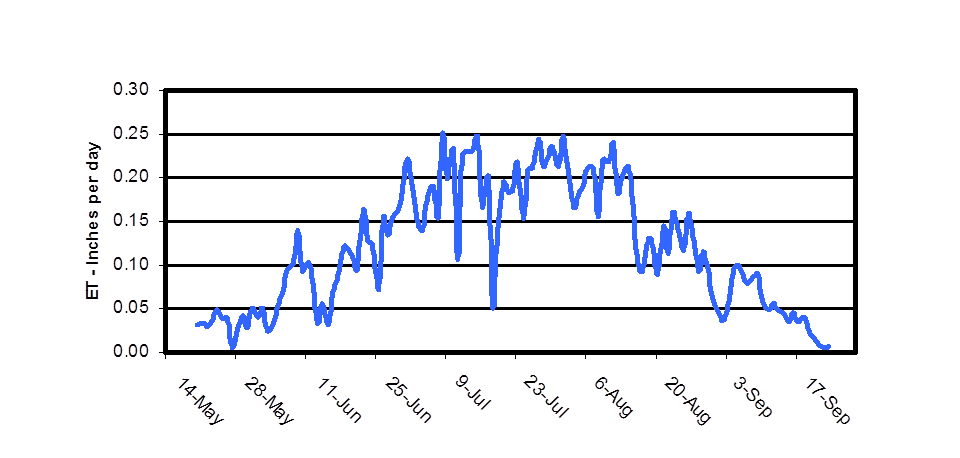 0.30
0.25
0.20
0.15
0.10
0.05
0.00
ET - Inches per day
14-May
28-May
11-Jun
25-Jun
9-Jul
23-Jul
6-Aug
20-Aug
3-Sep
17-Sep